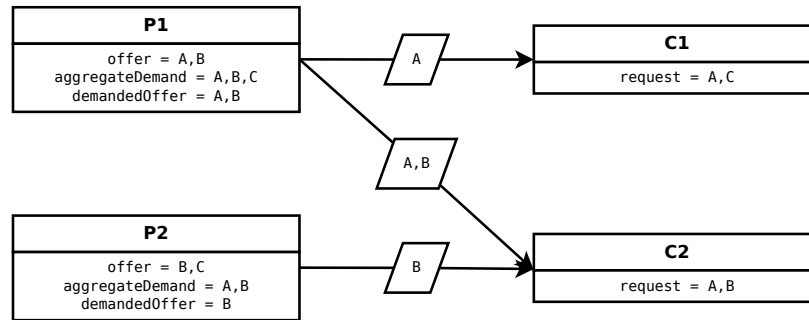 P1
offer = A,B
aggregateDemand = A,B,C
demandedOffer = A,B
A
C1
request = A,C
A,B
P2
offer = B,C
aggregateDemand = A,B
demandedOffer = B
B
C2
request = A,B